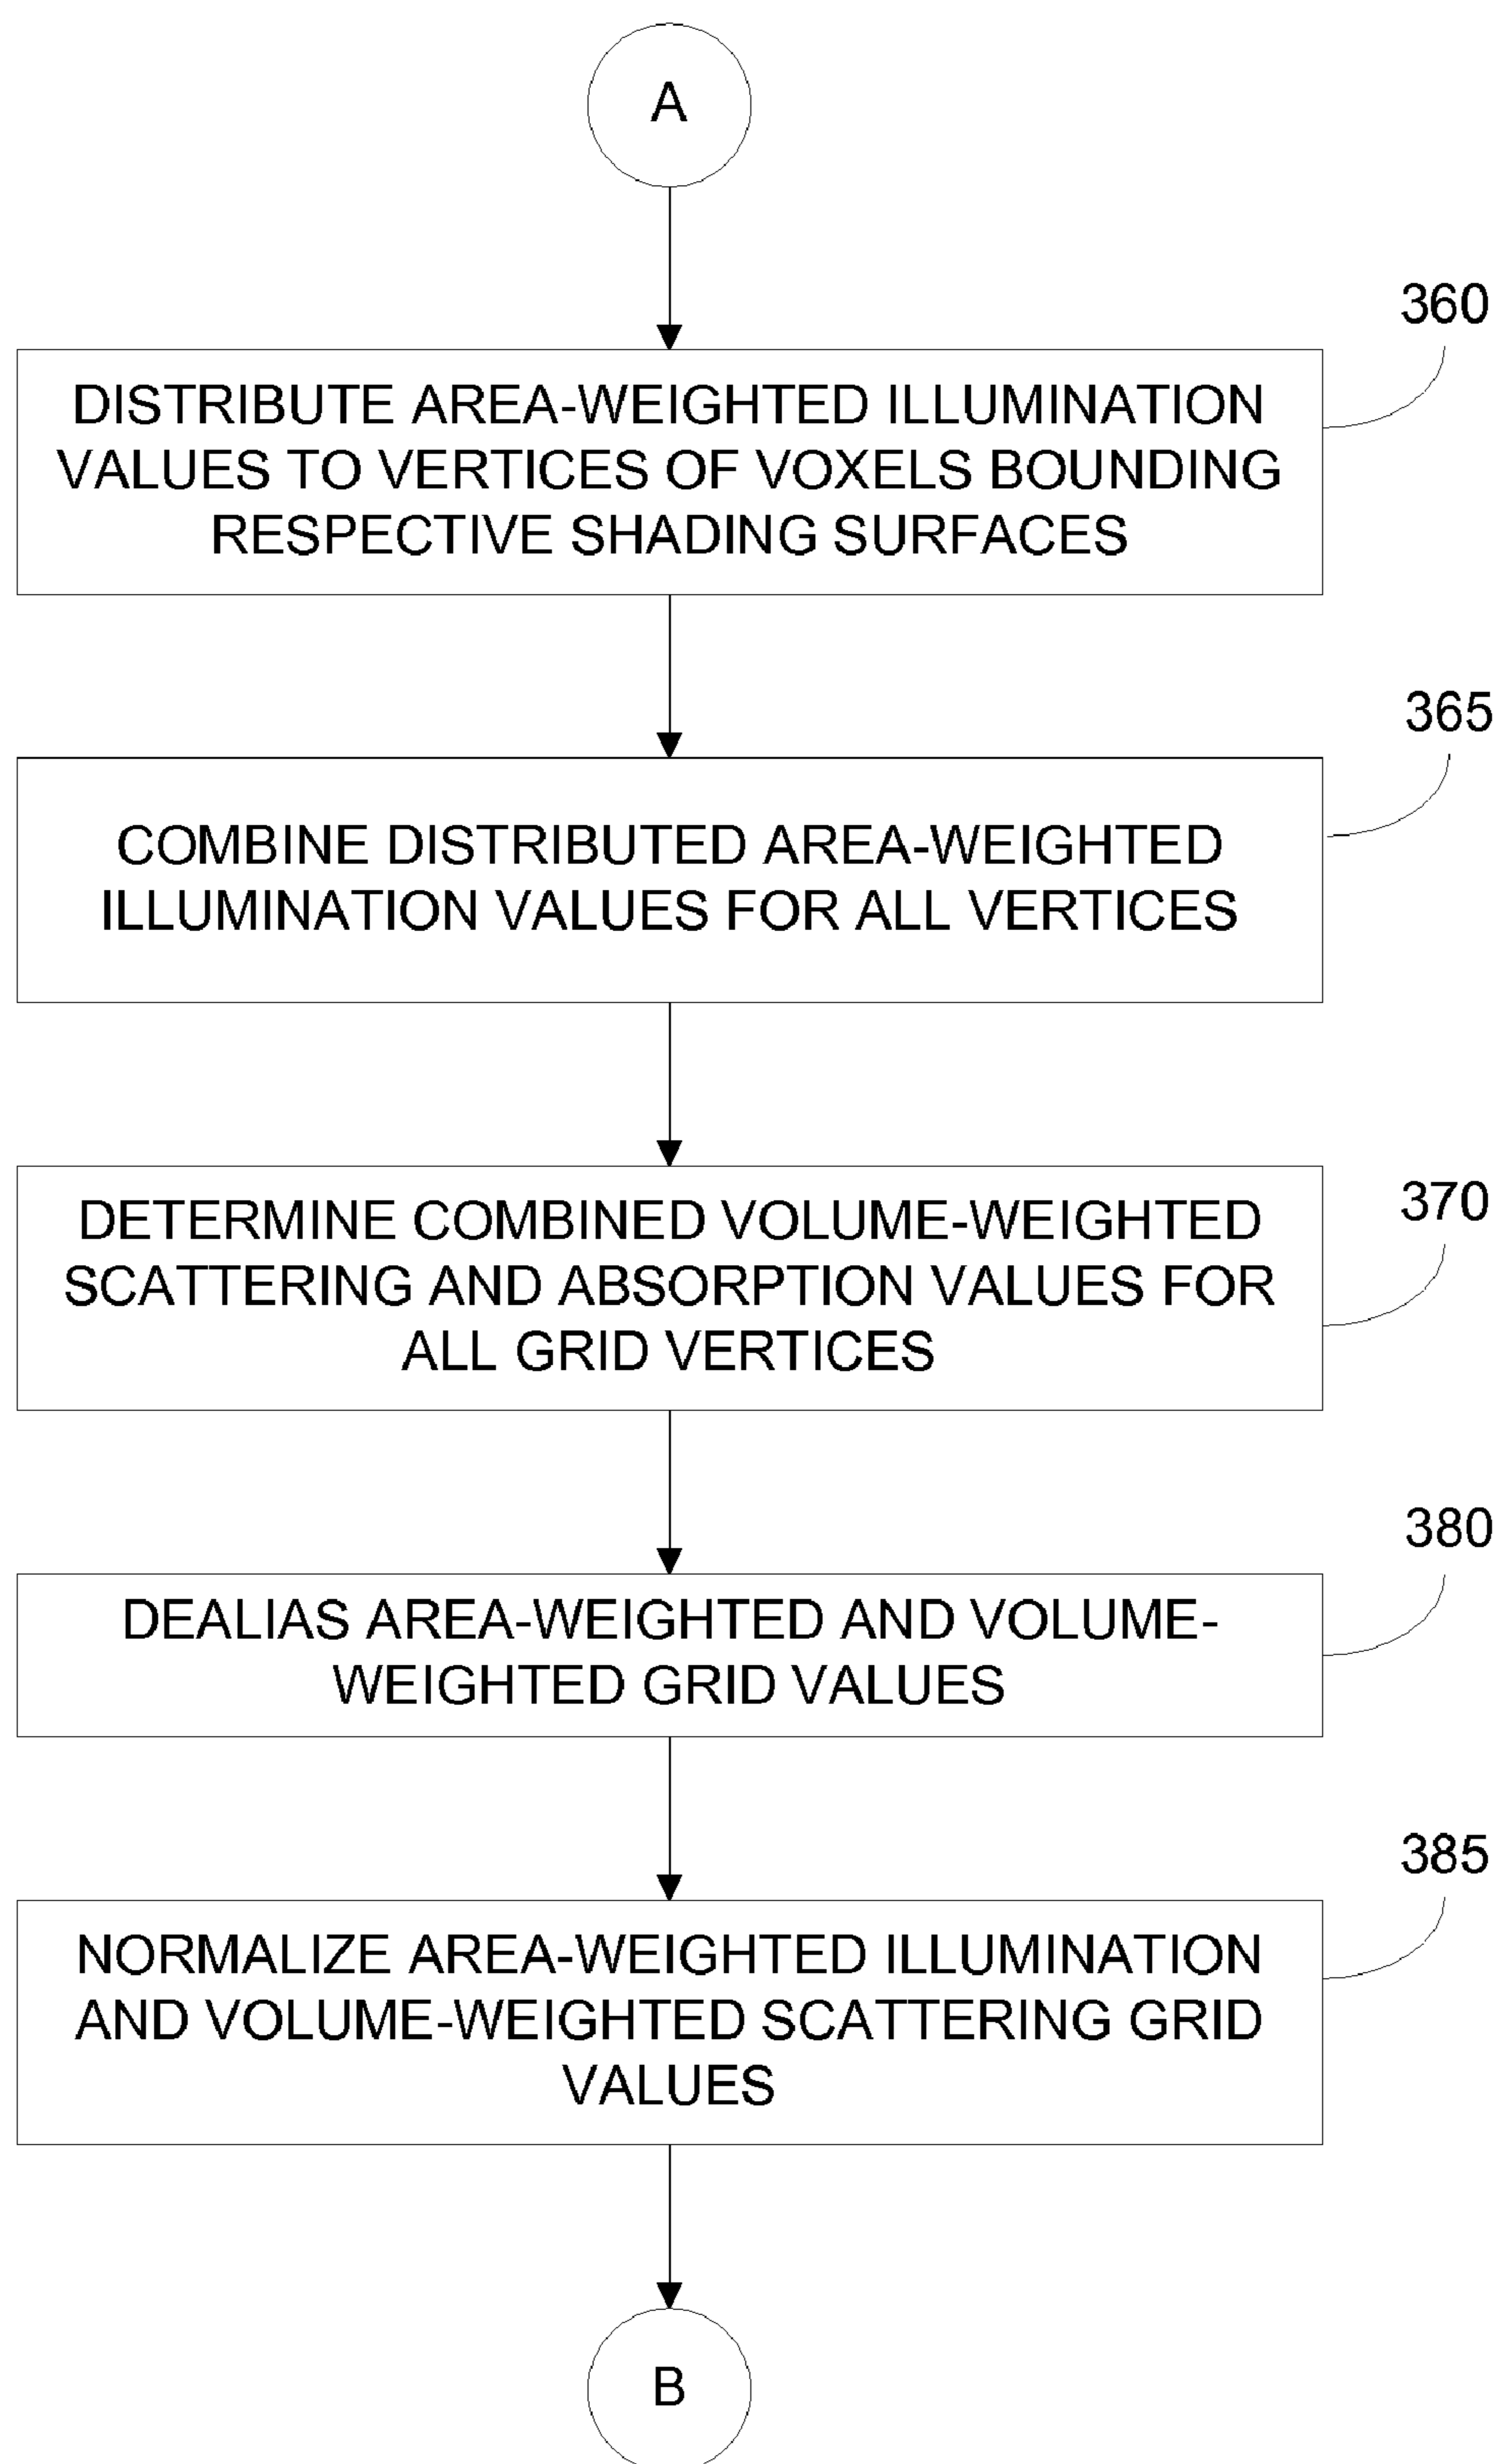 A
360
DISTRIBUTE AREA-WEIGHTED ILLUMINATION
VALUES TO VERTICES OF VOXELS BOUNDING
RESPECTIVE SHADING SURFACES
365
COMBINE DISTRIBUTED AREA-WEIGHTED
ILLUMINATION VALUES FOR ALL VERTICES
370
DETERMINE COMBINED VOLUME-WEIGHTED
SCATTERING AND ABSORPTION VALUES FOR
ALL GRID VERTICES
380
DEALIAS AREA-WEIGHTED AND VOLUME-
WEIGHTED GRID VALUES
385
NORMALIZE AREA-WEIGHTED ILLUMINATION
AND VOLUME-WEIGHTED SCATTERING GRID
VALUES
B